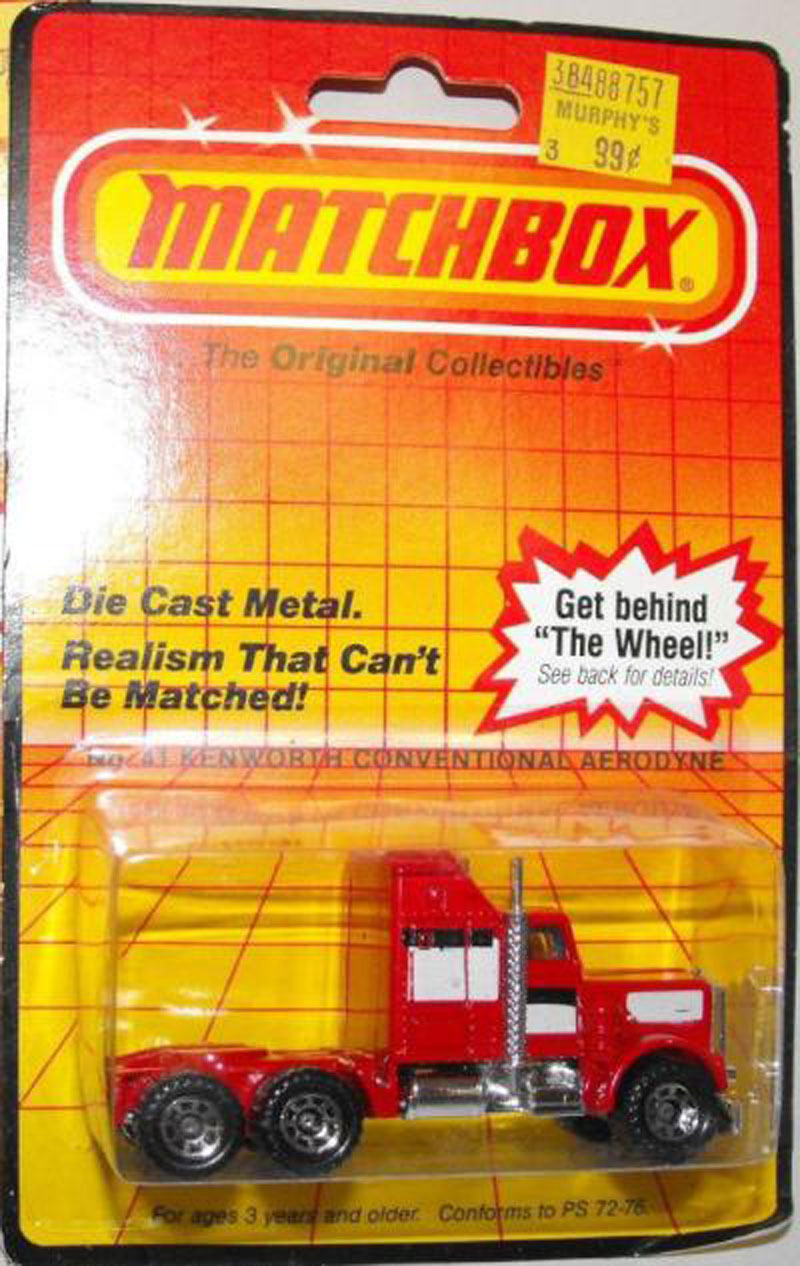 38488757
MURPHY'S
3 99¢
MATCHBOX®
The Original Collectibles
Die Cast Metal.
Realism That Can't
Be Matched!
Get behind
“The Wheel!”
See back for details!
No. 41 KENWORTH CONVENTIONAL AERODYNE
For ages 3 years and older. Conforms to PS 72-76.